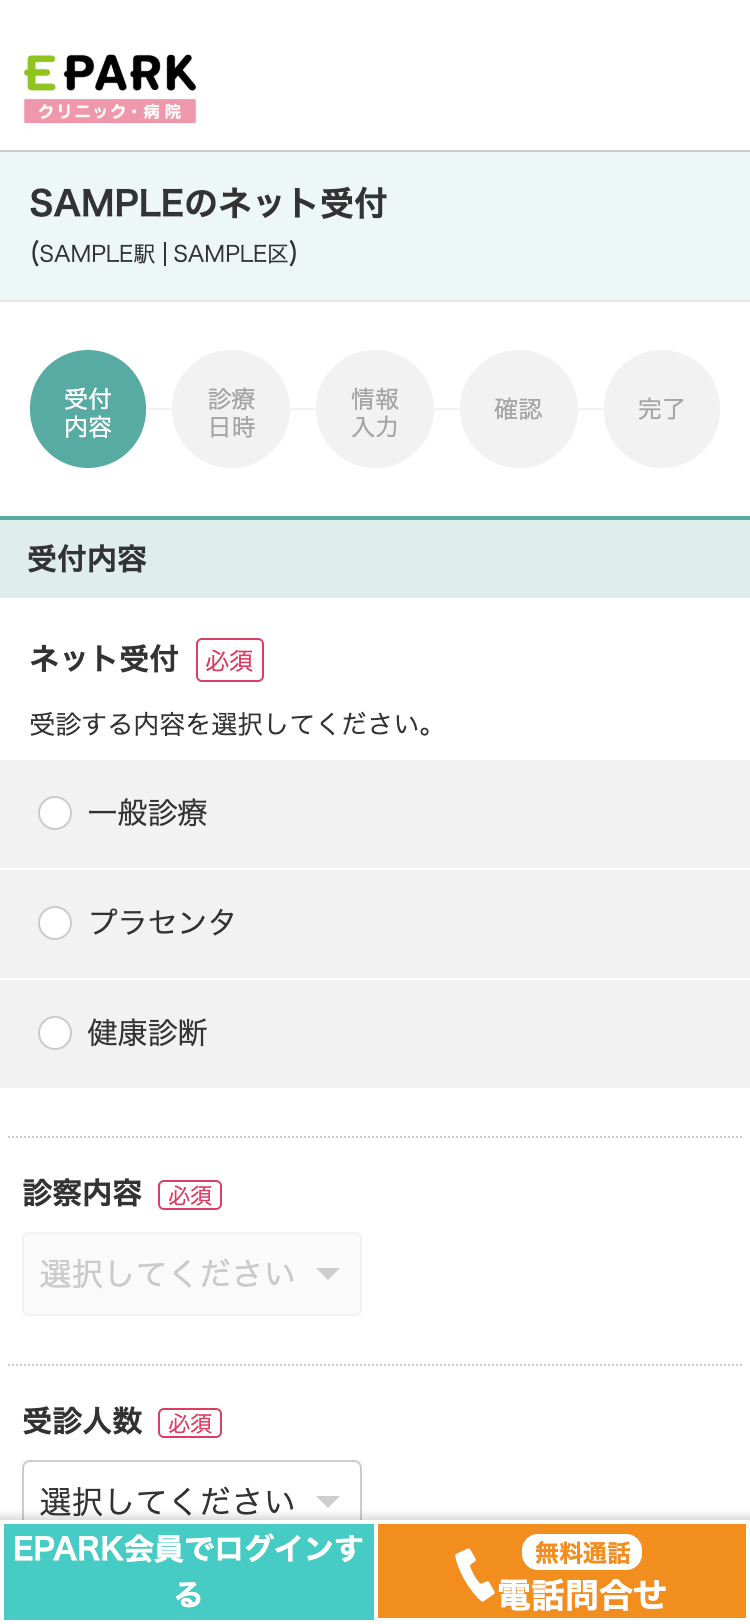 EPARK
クリニック・病院
SAMPLEのネット受付
(SAMPLE駅 | SAMPLE区)
受付
内容
診療
日時
情報
入力
確認
完了
受付内容
ネット受付 必須
受診する内容を選択してください。
一般診療
プラセンタ
健康診断
診察内容 必須
選択してください
受診人数 必須
選択してください
EPARK会員でログインす
る
無料通話
電話問合せ